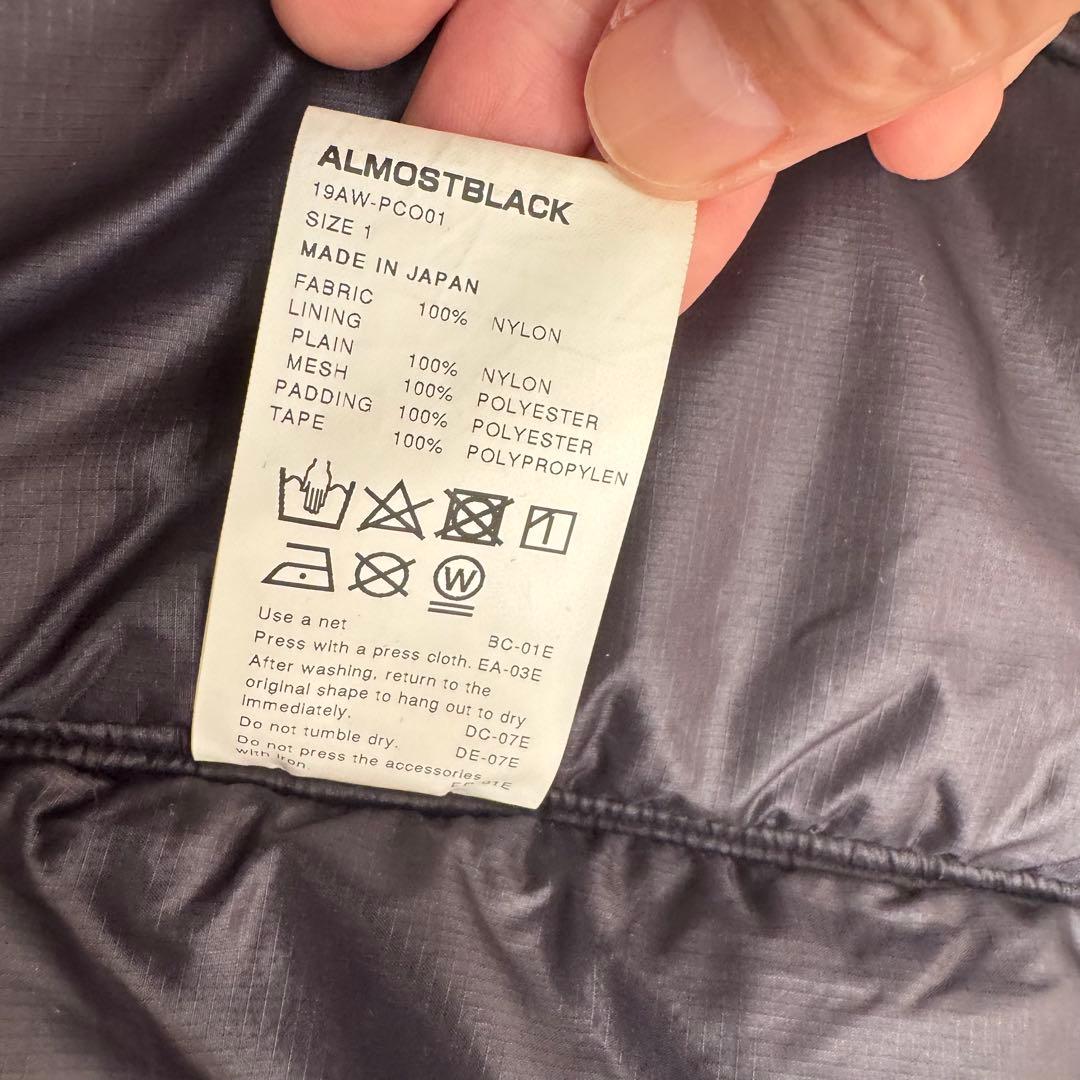 ALMOSTBLACK
19AW-PCO01
SIZE 1
MADE IN JAPAN
FABRIC 100% NYLON
LINING
PLAIN 100% NYLON
MESH 100% POLYESTER
PADDING 100% POLYESTER
TAPE 100% POLYPROPYLEN
W
Use a net BC-01E
Press with a press cloth. EA-03E
After washing, return to the
original shape to hang out to dry
immediately. DC-07E
Do not tumble dry. DE-07E
Do not press the accessories
with iron.